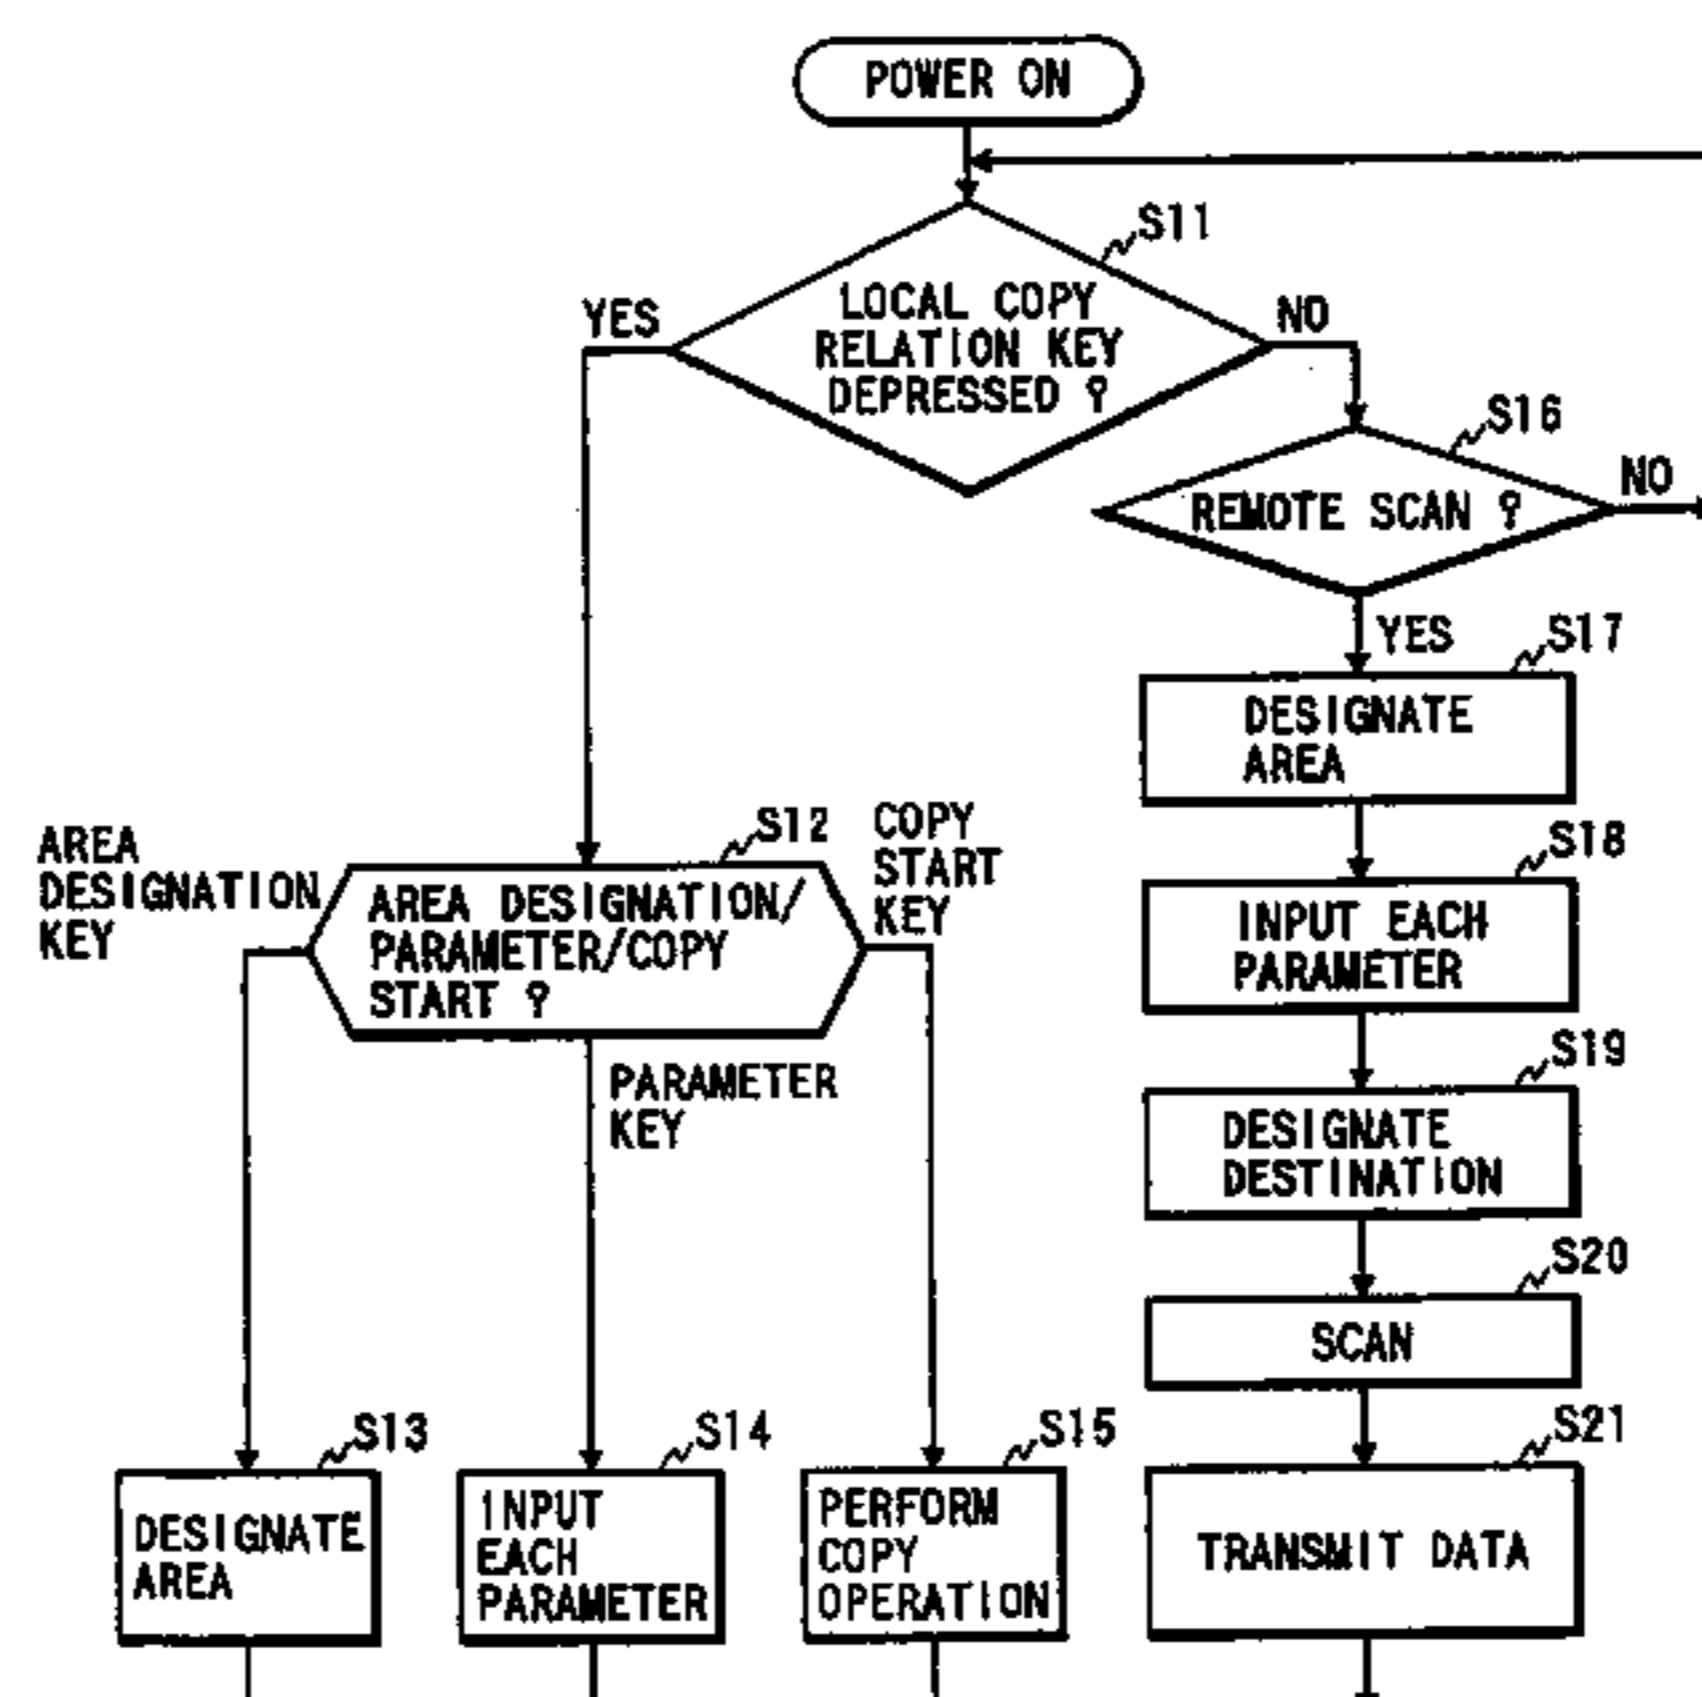 POWER ON
S11
LOCAL COPY
RELATION KEY
DEPRESSED ?
YES
NO
S16
REMOTE SCAN ?
NO
YES
S17
DESIGNATE
AREA
S12
AREA
DESIGNATION
KEY
AREA DESIGNATION/
PARAMETER/COPY
START ?
COPY
START
KEY
PARAMETER
KEY
S18
INPUT EACH
PARAMETER
S19
DESIGNATE
DESTINATION
S20
SCAN
S13
DESIGNATE
AREA
S14
INPUT
EACH
PARAMETER
S15
PERFORM
COPY
OPERATION
S21
TRANSMIT DATA